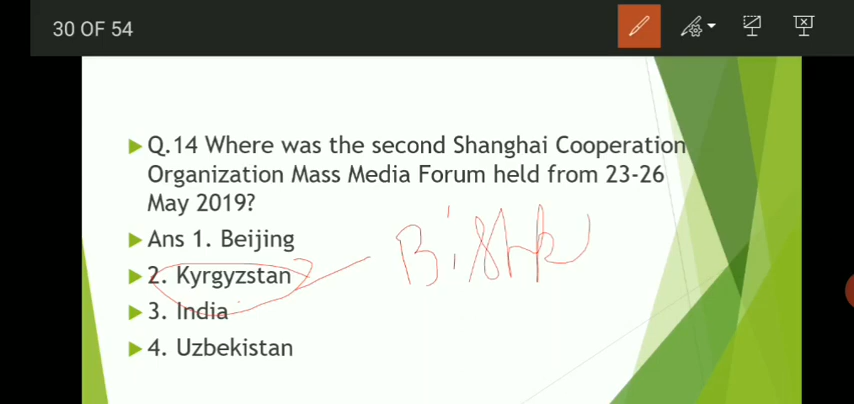 30 OF 54
Q.14 Where was the second Shanghai Cooperation
Organization Mass Media Forum held from 23-26
May 2019?
Ans 1. Beijing
2. Kyrgyzstan
3. India
4. Uzbekistan